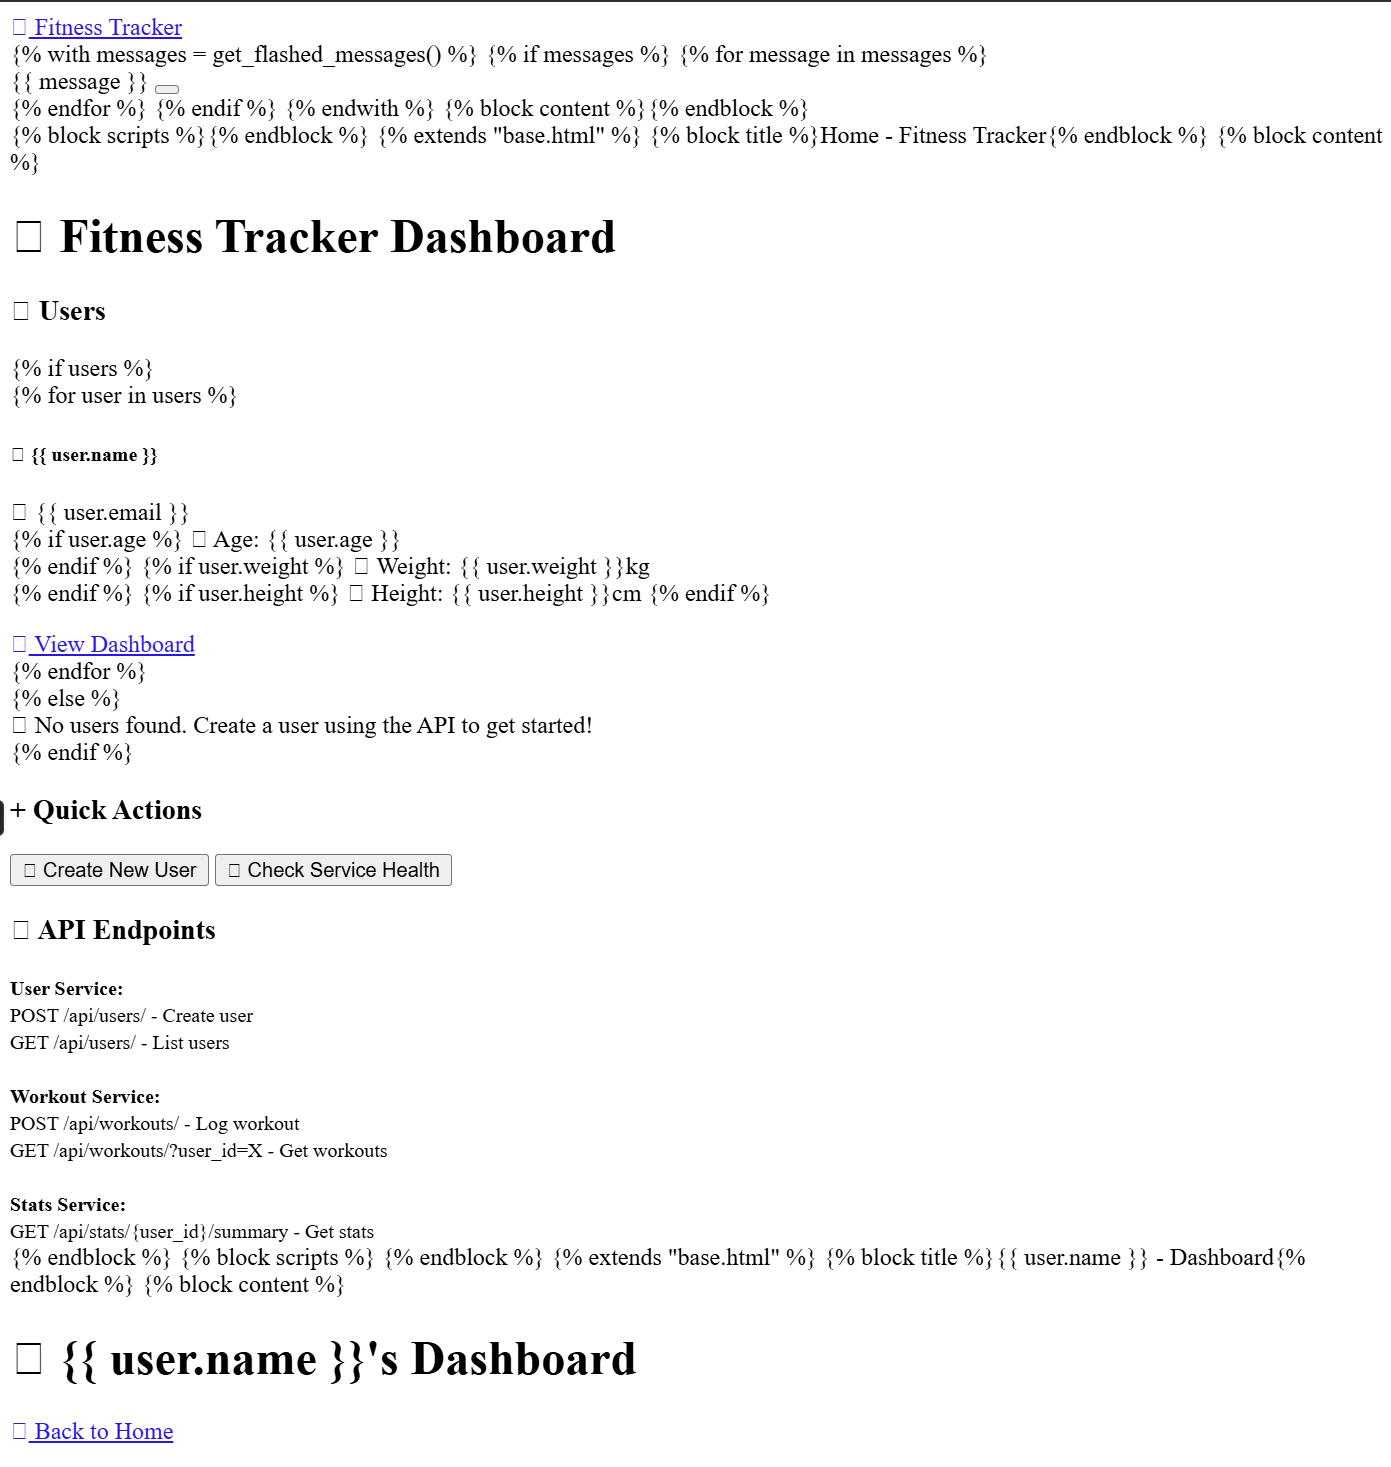 Fitness Tracker
{% with messages = get_flashed_messages() %} {% if messages %} {% for message in messages %}
{{ message }}
{% endfor %} {% endif %} {% endwith %} {% block content %}{% endblock %}
{% block scripts %}{% endblock %} {% extends "base.html" %} {% block title %}Home - Fitness Tracker{% endblock %} {% block content
%}
Fitness Tracker Dashboard
Users
{% if users %}
{% for user in users %}
{{ user.name }}
{{ user.email }}
{% if user.age %} Age: {{ user.age }}
{% endif %} {% if user.weight %} Weight: {{ user.weight }}kg
{% endif %} {% if user.height %} Height: {{ user.height }}cm {% endif %}
View Dashboard
{% endfor %}
{% else %}
No users found. Create a user using the API to get started!
{% endif %}
+ Quick Actions
Create New User Check Service Health
API Endpoints
User Service:
POST /api/users/ - Create user
GET /api/users/ - List users
Workout Service:
POST /api/workouts/ - Log workout
GET /api/workouts/?user_id=X - Get workouts
Stats Service:
GET /api/stats/{user_id}/summary - Get stats
{% endblock %} {% block scripts %} {% endblock %} {% extends "base.html" %} {% block title %}{{ user.name }} - Dashboard{%
endblock %} {% block content %}
{{ user.name }}'s Dashboard
Back to Home